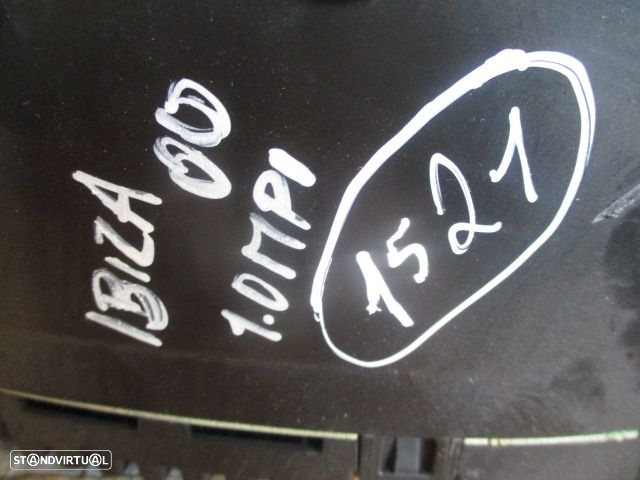 IBIZA 00
1.0 MPI
1521
STANDVIRTUAL